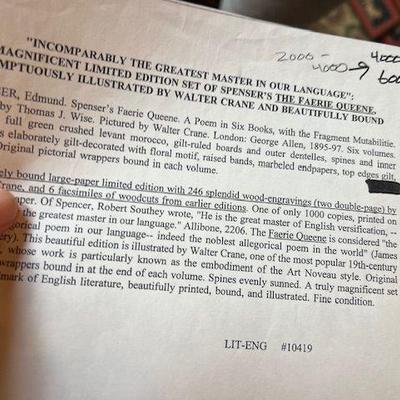 2000-
4000
4000 → 600
"INCOMPARABLY THE GREATEST MASTER IN OUR LANGUAGE":
MAGNIFICENT LIMITED EDITION SET OF SPENSER'S THE FAERIE QUEENE,
MPTUOUSLY ILLUSTRATED BY WALTER CRANE AND BEAUTIFULLY BOUND
SER, Edmund. Spenser's Faerie Queene. A Poem in Six Books, with the Fragment Mutabilitie.
by Thomas J. Wise. Pictured by Walter Crane. London: George Allen, 1895-97. Six volumes.
full green crushed levant morocco, gilt-ruled boards and outer dentelles, spines and inner
s elaborately gilt-decorated with floral motif, raised bands, marbled endpapers, top edges gilt,
Original pictorial wrappers bound in each volume.
ely bound large-paper limited edition with 246 splendid wood-engravings (two double-page) by
Crane, and 6 facsimiles of woodcuts from earlier editions. One of only 1000 copies, printed on
aper. Of Spencer, Robert Southey wrote, "He is the great master of English versification, --
the greatest master in our language." Allibone, 2206. The Faerie Queene is considered "the
egorical poem in our language-- indeed the noblest allegorical poem in the world" (James
ery). This beautiful edition is illustrated by Walter Crane, one of the most popular 19th-century
, whose work is particularly known as the embodiment of the Art Noveau style. Original
wrappers bound in at the end of each volume. Spines evenly sunned. A truly magnificent set
dmark of English literature, beautifully printed, bound, and illustrated. Fine condition.
LIT-ENG #10419